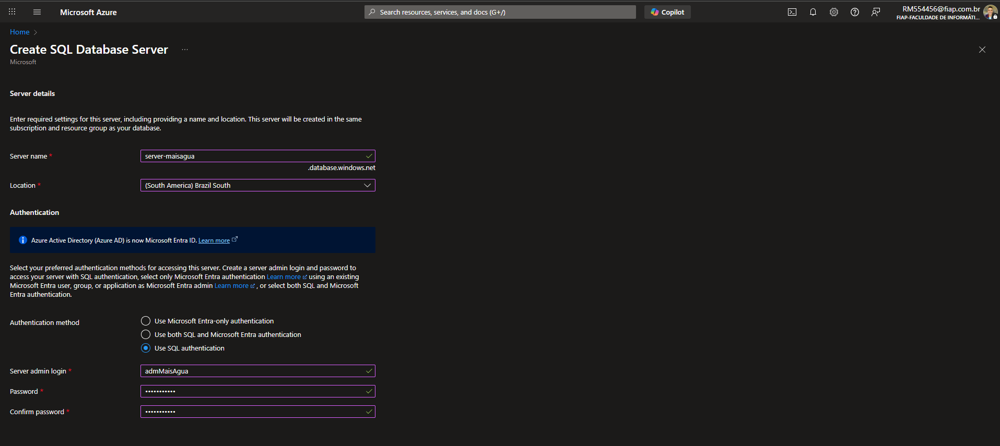 Microsoft Azure
Search resources, services, and docs (G+/)
Copilot
RM554456@fiap.com.br
FIAP-FACULDADE DE INFORMÁTI...
Home
Create SQL Database Server
...
Microsoft
Server details
Enter required settings for this server, including providing a name and location. This server will be created in the same
subscription and resource group as your database.
Server name *
server-maisagua
.database.windows.net
Location *
(South America) Brazil South
Authentication
Azure Active Directory (Azure AD) is now Microsoft Entra ID. Learn more
Select your preferred authentication methods for accessing this server. Create a server admin login and password to
access your server with SQL authentication, select only Microsoft Entra authentication Learn more using an existing
Microsoft Entra user, group, or application as Microsoft Entra admin Learn more , or select both SQL and Microsoft
Entra authentication.
Authentication method
Use Microsoft Entra-only authentication
Use both SQL and Microsoft Entra authentication
Use SQL authentication
Server admin login *
admMaisAgua
Password *
•••••••••••
Confirm password *
•••••••••••